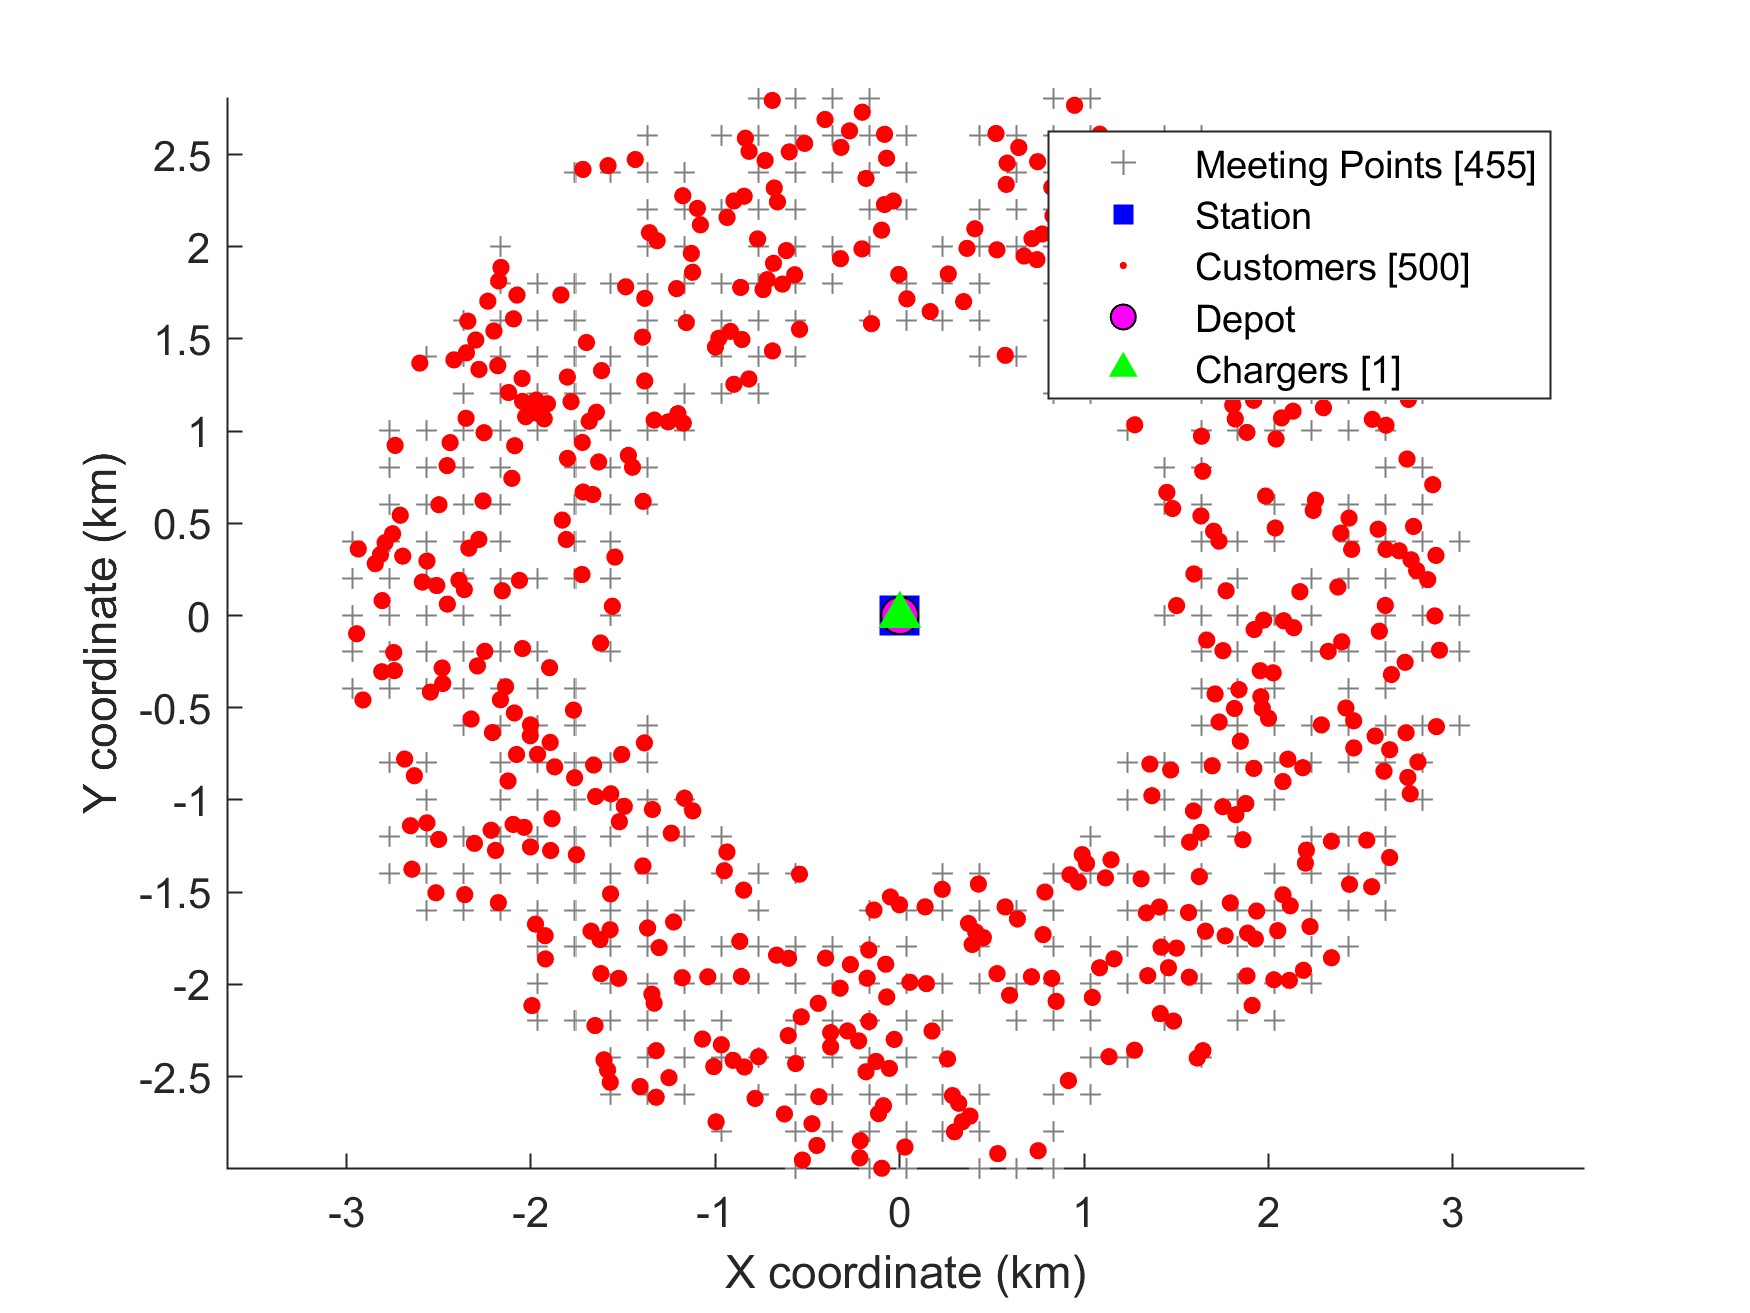 2.5
2
1.5
1
0.5
0
-0.5
-1
-1.5
-2
-2.5
Y coordinate (km)
Meeting Points [455]
Station
Customers [500]
Depot
Chargers [1]
-3 -2 -1 0 1 2 3
X coordinate (km)